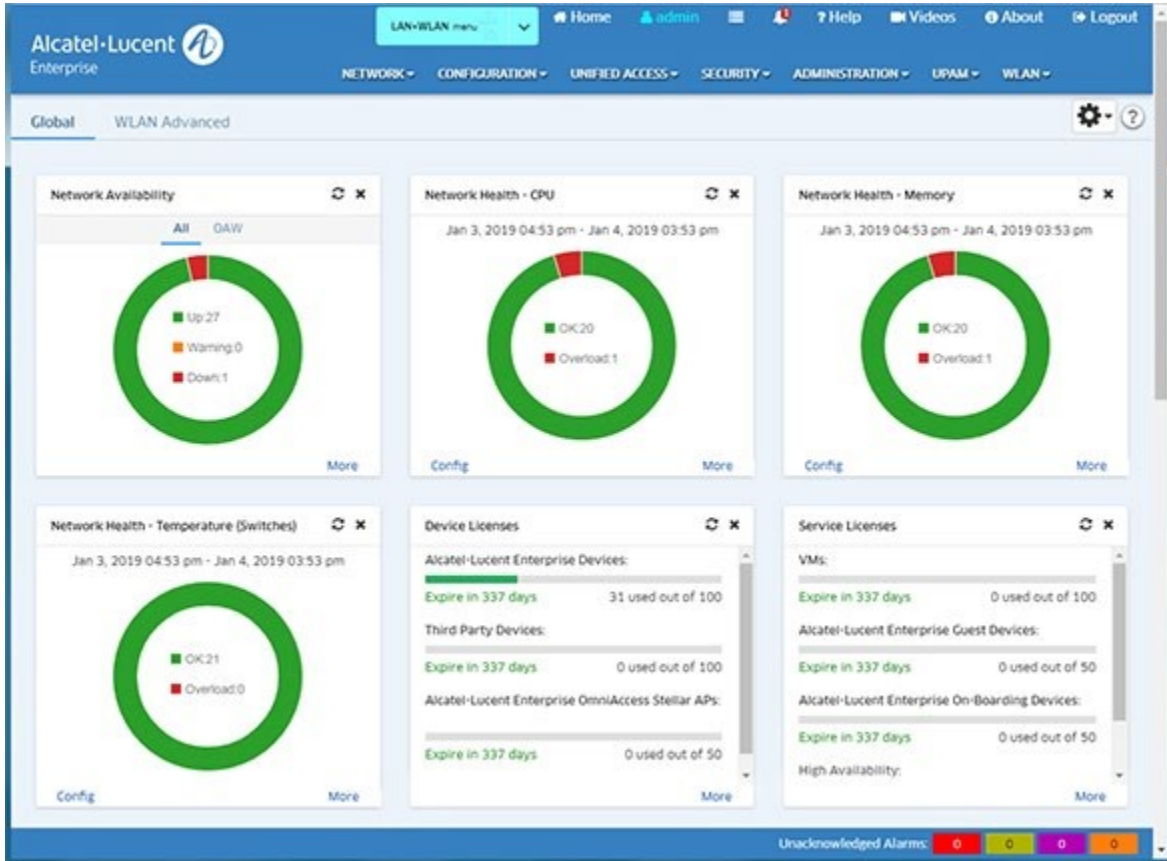 Alcatel-Lucent
Enterprise
LAN+WLAN menu
Home
admin
1
? Help
Videos
About
Logout
NETWORK
CONFIGURATION
UNIFIED ACCESS
SECURITY
ADMINISTRATION
UPAM
WLAN
Global
WLAN Advanced
?
Network Availability
All
OAW
Up:27
Warning:0
Down:1
More
Network Health - CPU
Jan 3, 2019 04:53 pm - Jan 4, 2019 03:53 pm
OK:20
Overload:1
Config
More
Network Health - Memory
Jan 3, 2019 04:53 pm - Jan 4, 2019 03:53 pm
OK:20
Overload:1
Config
More
Network Health - Temperature (Switches)
Jan 3, 2019 04:53 pm - Jan 4, 2019 03:53 pm
OK:21
Overload:0
Config
More
Device Licenses
Alcatel-Lucent Enterprise Devices:
Expire in 337 days 31 used out of 100
Third Party Devices:
Expire in 337 days 0 used out of 100
Alcatel-Lucent Enterprise OmniAccess Stellar APs:
Expire in 337 days 0 used out of 50
More
Service Licenses
VMs:
Expire in 337 days 0 used out of 100
Alcatel-Lucent Enterprise Guest Devices:
Expire in 337 days 0 used out of 50
Alcatel-Lucent Enterprise On-Boarding Devices:
Expire in 337 days 0 used out of 50
High Availability:
More
Unacknowledged Alarms: 0 0 0 0